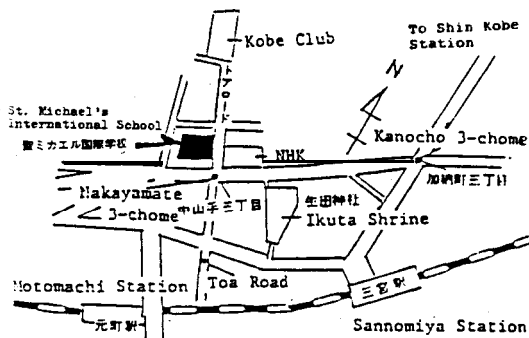 Kobe Club
To Shin Kobe
Station
トアロード
N
St. Michael's
International School
聖ミカエル国際学校
NHK
Kanocho 3-chome
加納町三丁目
Nakayamate
3-chome
中山手三丁目
生田神社
Ikuta Shrine
Toa Road
Motomachi Station
元町駅
三宮駅
Sannomiya Station